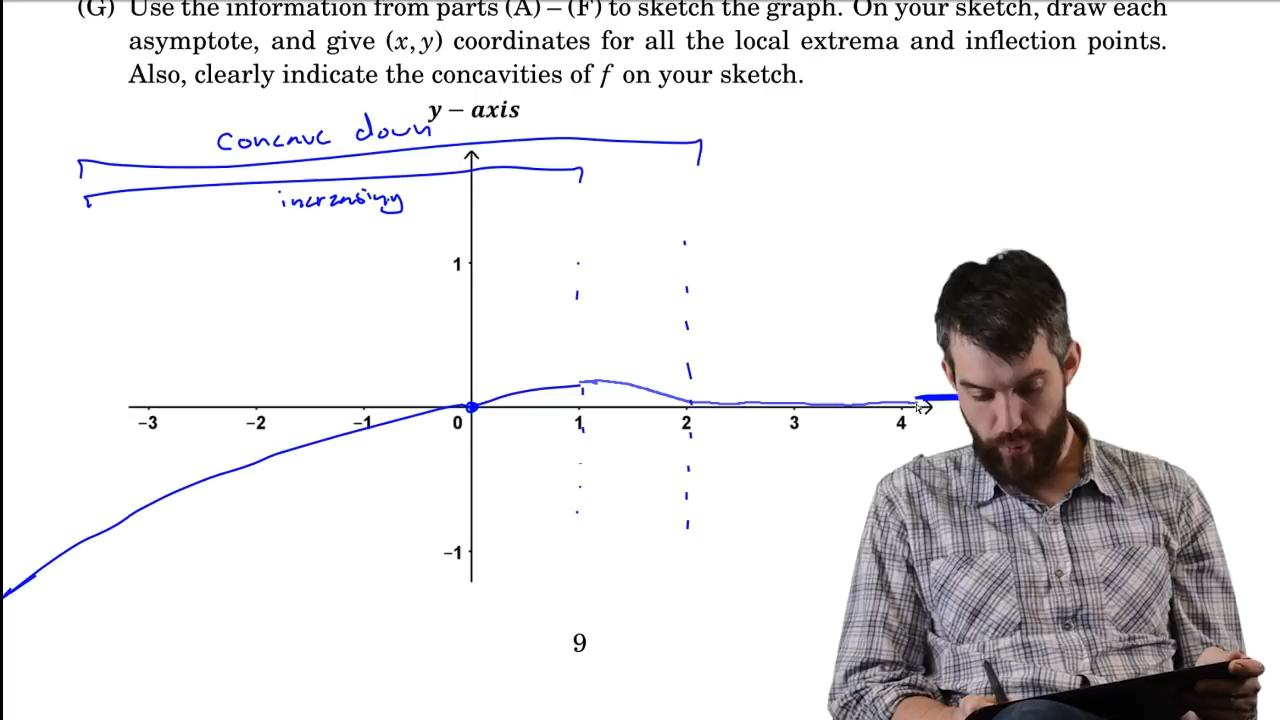 (G) Use the information from parts (A) – (F) to sketch the graph. On your sketch, draw each
asymptote, and give (x, y) coordinates for all the local extrema and inflection points.
Also, clearly indicate the concavities of f on your sketch.
y – axis
concave down
increasing
1
−3 −2 −1 0 1 2 3 4
−1
9